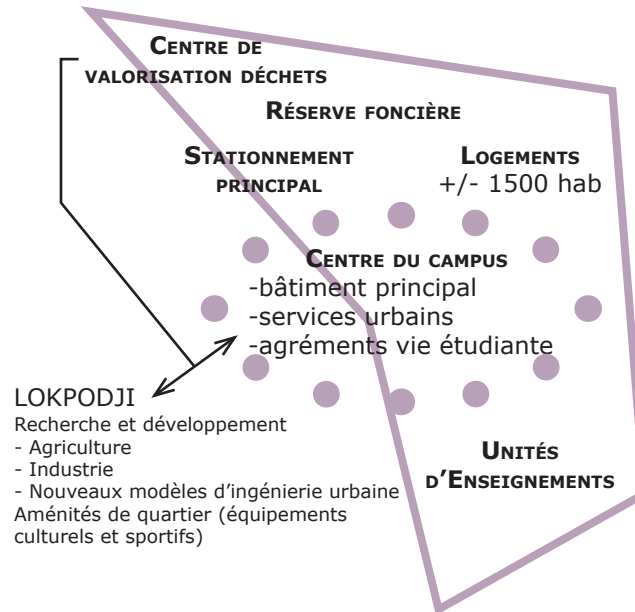 Centre de
valorisation déchets
Réserve foncière
Stationnement
principal
Logements
+/- 1500 hab
Centre du campus
-bâtiment principal
-services urbains
-agréments vie étudiante
LOKPODJI
Recherche et développement
- Agriculture
- Industrie
- Nouveaux modèles d'ingénierie urbaine
Aménités de quartier (équipements
culturels et sportifs)
Unités
d'Enseignements